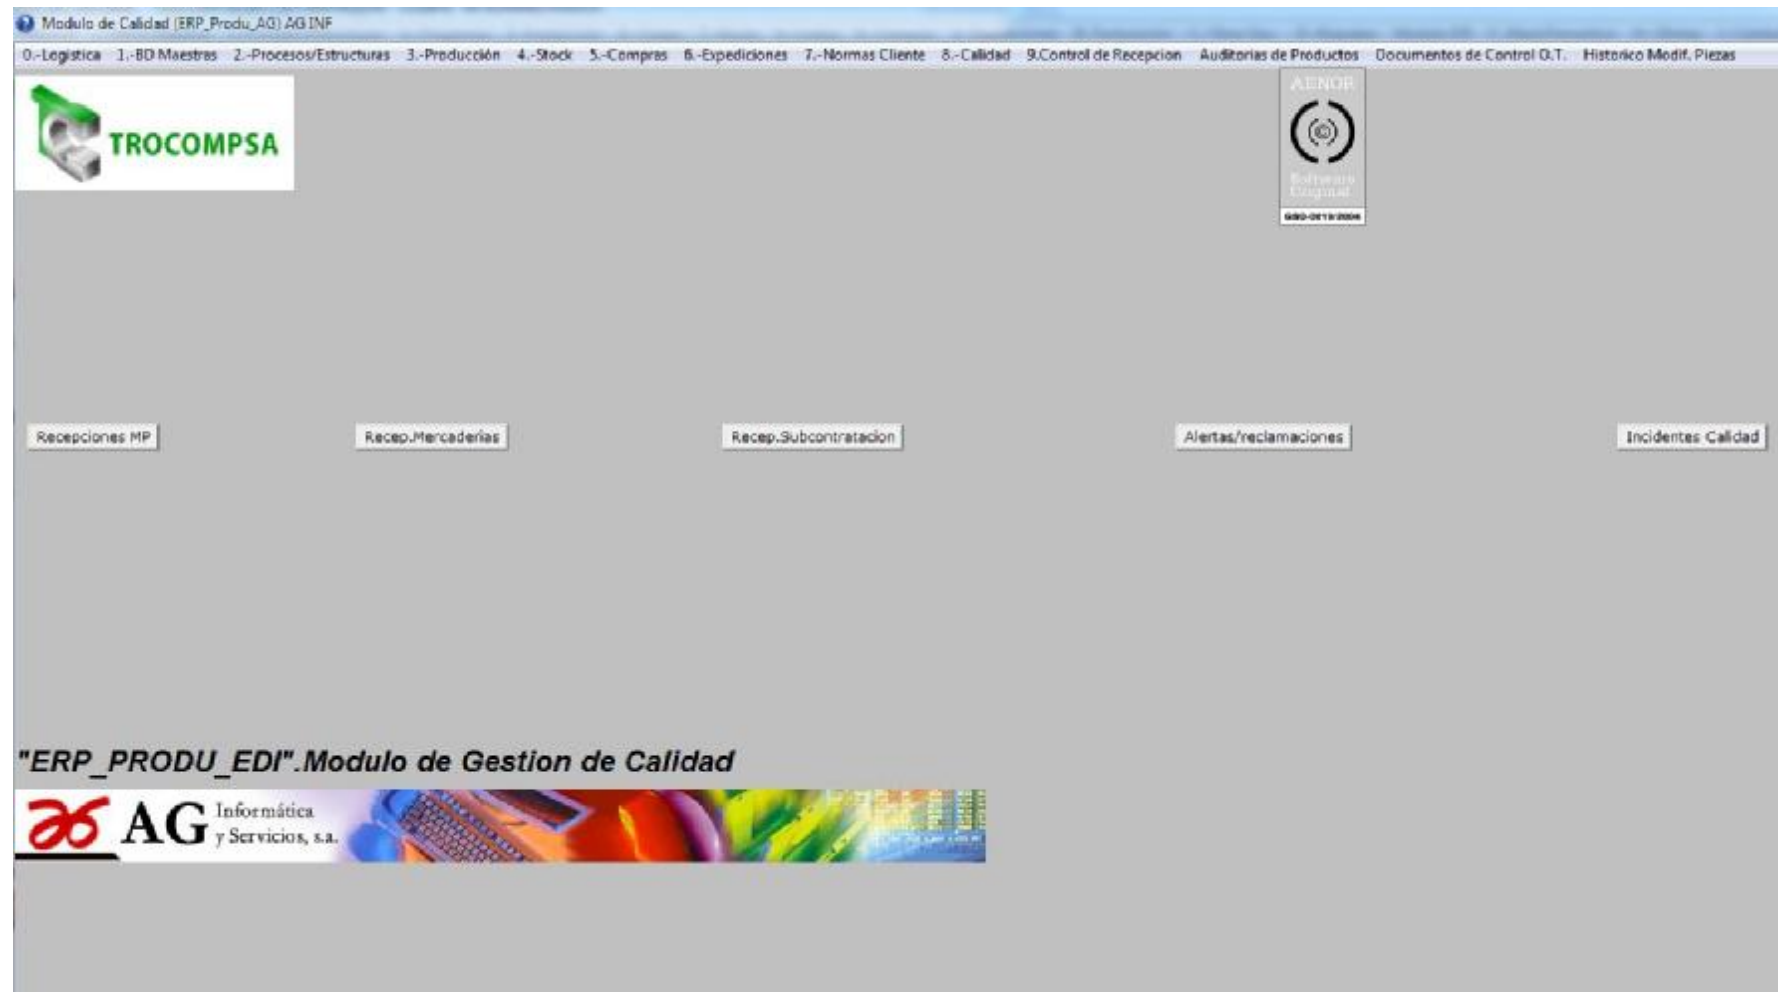 Modulo de Calidad (ERP_Produ_AG) AG INF
0.-Logistica 1.-BD Maestras 2.-Procesos/Estructuras 3.-Producción 4.-Stock 5.-Compras 6.-Expediciones 7.-Normas Cliente 8.-Calidad 9.Control de Recepcion Auditorias de Productos Documentos de Control O.T. Historico Modif. Piezas
AENOR
TROCOMPSA
Software
Original
Recepciones MP Recep.Mercaderías Recep.Subcontratacion Alertas/reclamaciones Incidentes Calidad
"ERP_PRODU_EDI".Modulo de Gestion de Calidad
AG Informática
y Servicios, s.a.